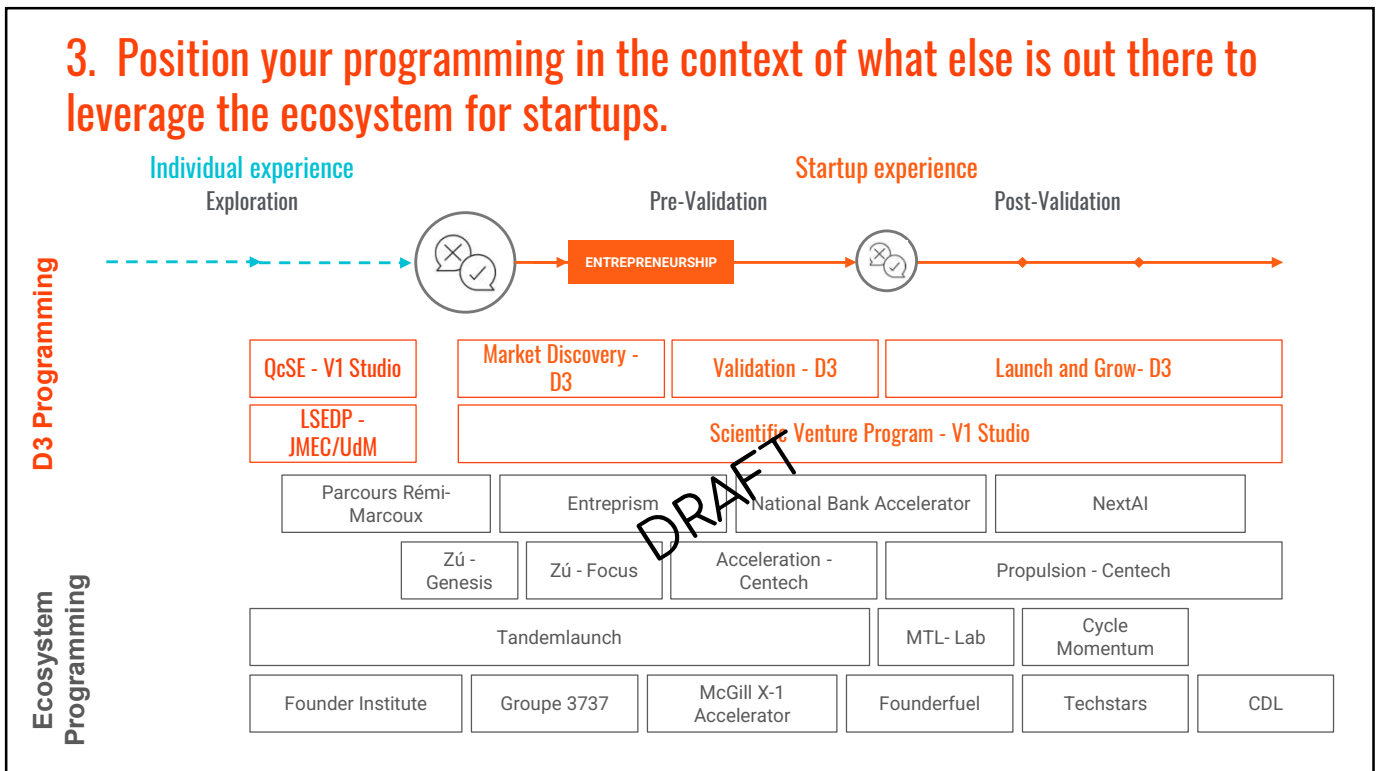 3. Position your programming in the context of what else is out there to
leverage the ecosystem for startups.
Individual experience
Startup experience
Exploration
Pre-Validation
Post-Validation
ENTREPRENEURSHIP
D3 Programming
QcSE - V1 Studio
Market Discovery -
D3
Validation - D3
Launch and Grow- D3
LSEDP -
JMEC/UdM
Scientific Venture Program - V1 Studio
DRAFT
Ecosystem
Programming
Parcours Rémi-
Marcoux
Entreprism
National Bank Accelerator
NextAI
Zú -
Genesis
Zú - Focus
Acceleration -
Centech
Propulsion - Centech
Tandemlaunch
MTL- Lab
Cycle
Momentum
Founder Institute
Groupe 3737
McGill X-1
Accelerator
Founderfuel
Techstars
CDL